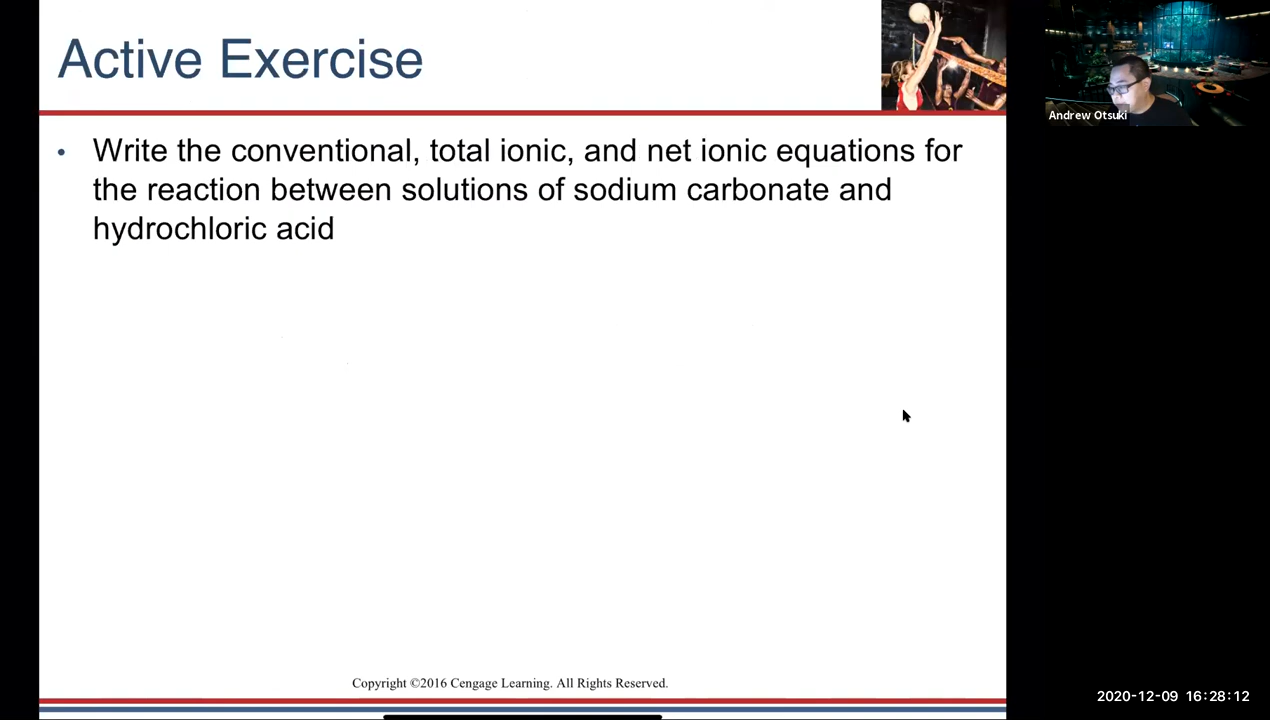 Active Exercise
Andrew Otsuki
• Write the conventional, total ionic, and net ionic equations for
the reaction between solutions of sodium carbonate and
hydrochloric acid
Copyright ©2016 Cengage Learning. All Rights Reserved.
2020-12-09 16:28:12